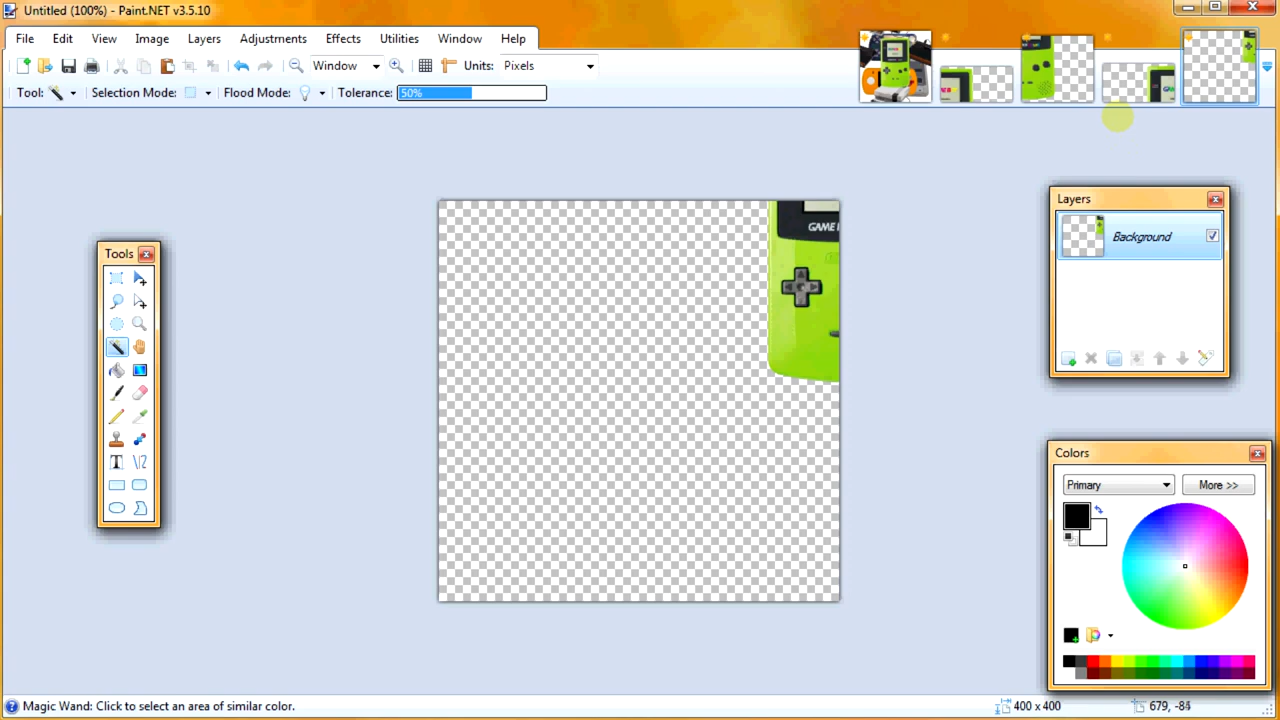 Untitled (100%) - Paint.NET v3.5.10
File Edit View Image Layers Adjustments Effects Utilities Window Help
Window Units: Pixels
Tool: Selection Mode: Flood Mode: Tolerance: 50%
Layers
Background
Tools
GAME
Colors
Primary More >>
Magic Wand: Click to select an area of similar color.
400 x 400
679, -84